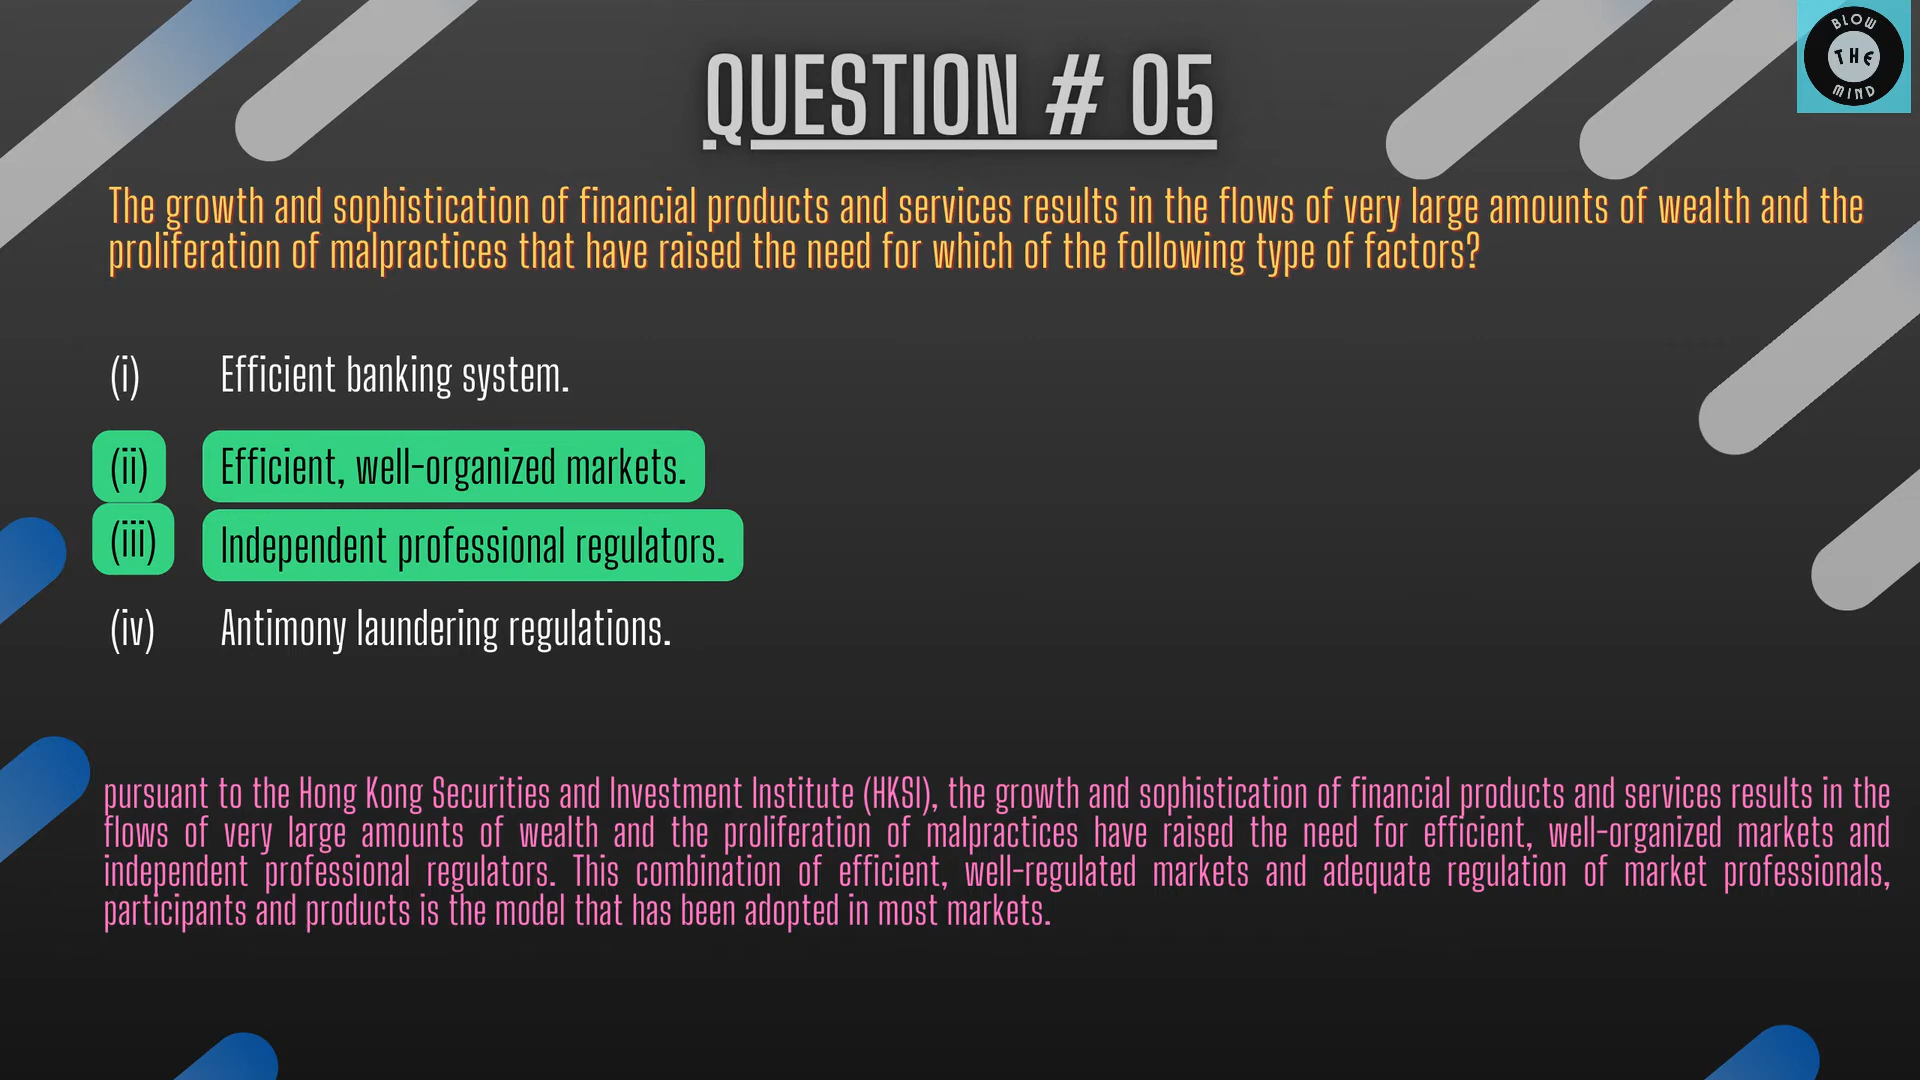 BLOW
THE
MIND
QUESTION # 05
The growth and sophistication of financial products and services results in the flows of very large amounts of wealth and the
proliferation of malpractices that have raised the need for which of the following type of factors?
(i) Efficient banking system.
(ii) Efficient, well-organized markets.
(iii) Independent professional regulators.
(iv) Antimony laundering regulations.
pursuant to the Hong Kong Securities and Investment Institute (HKSI), the growth and sophistication of financial products and services results in the
flows of very large amounts of wealth and the proliferation of malpractices have raised the need for efficient, well-organized markets and
independent professional regulators. This combination of efficient, well-regulated markets and adequate regulation of market professionals,
participants and products is the model that has been adopted in most markets.